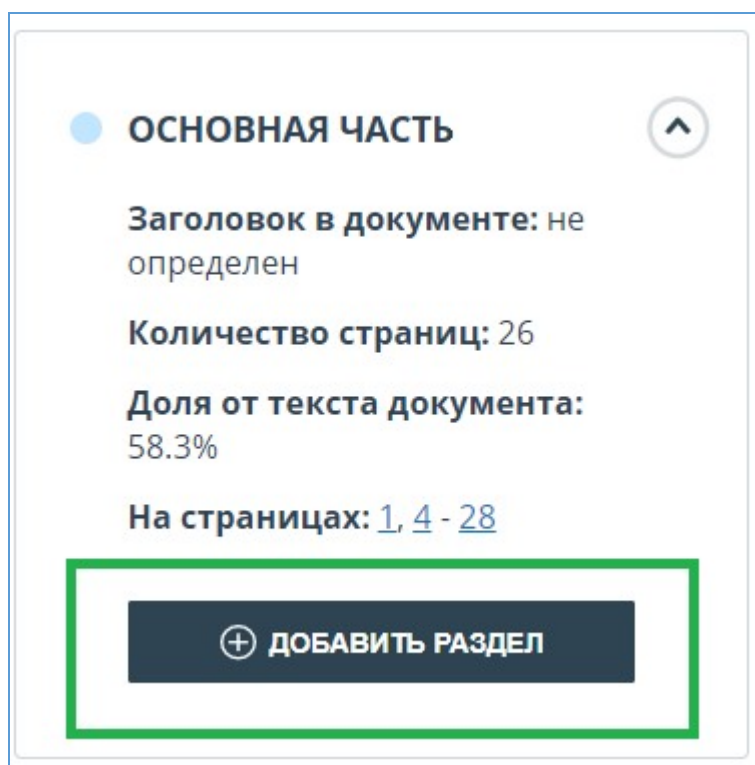 ОСНОВНАЯ ЧАСТЬ
Заголовок в документе: не
определен
Количество страниц: 26
Доля от текста документа:
58.3%
На страницах: 1, 4 - 28
ДОБАВИТЬ РАЗДЕЛ